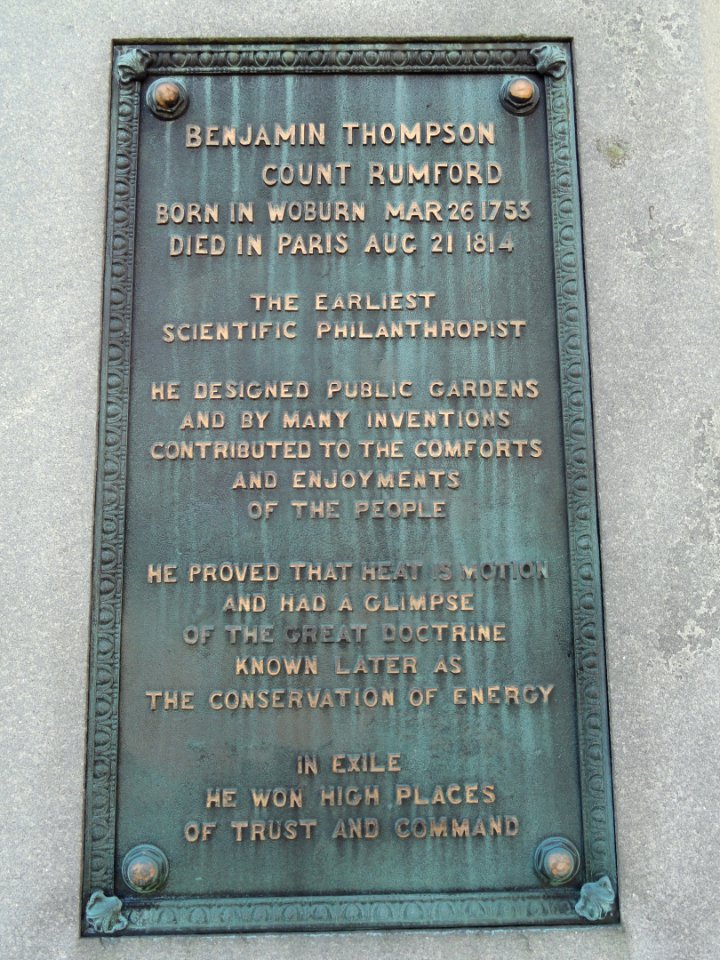 BENJAMIN THOMPSON
COUNT RUMFORD
BORN IN WOBURN MAR 26 1753
DIED IN PARIS AUG 21 1814
THE EARLIEST
SCIENTIFIC PHILANTHROPIST
HE DESIGNED PUBLIC GARDENS
AND BY MANY INVENTIONS
CONTRIBUTED TO THE COMFORTS
AND ENJOYMENTS
OF THE PEOPLE
HE PROVED THAT HEAT IS MOTION
AND HAD A GLIMPSE
OF THE GREAT DOCTRINE
KNOWN LATER AS
THE CONSERVATION OF ENERGY
IN EXILE
HE WON HIGH PLACES
OF TRUST AND COMMAND